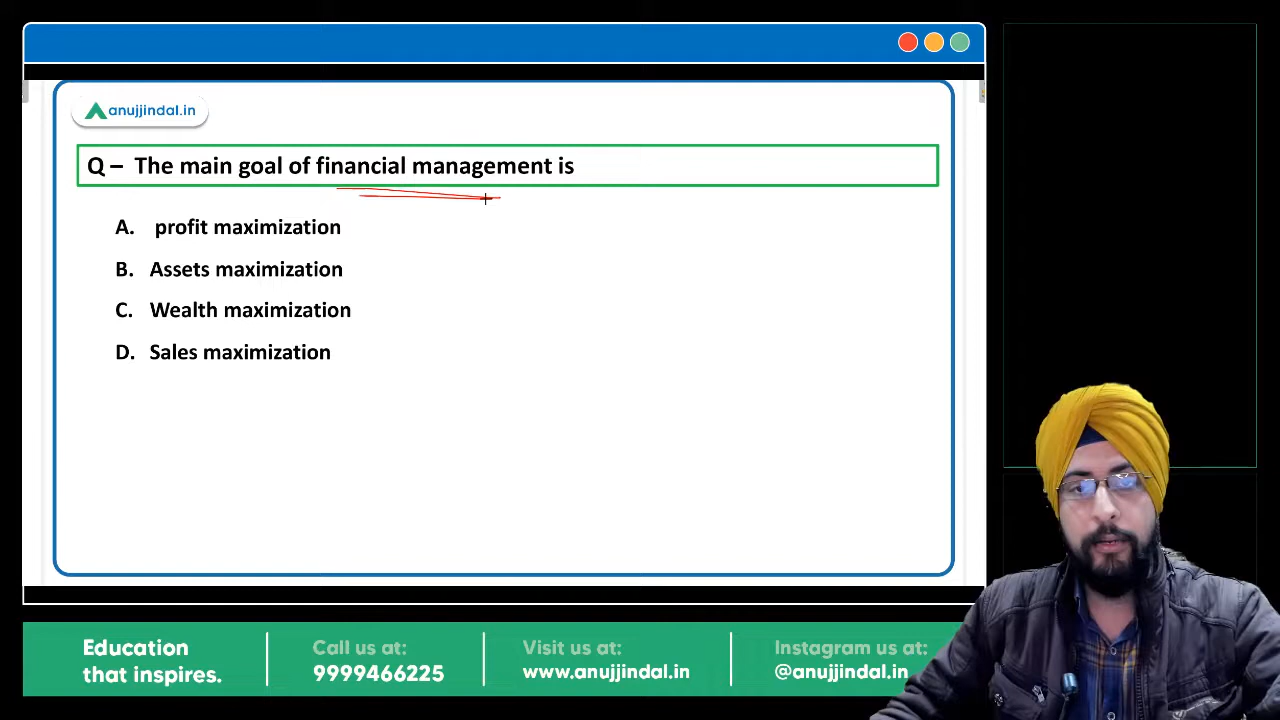 anujjindal.in
Q – The main goal of financial management is
A. profit maximization
B. Assets maximization
C. Wealth maximization
D. Sales maximization
Education
that inspires.
Call us at:
9999466225
Visit us at:
www.anujjindal.in
Instagram us at:
@anujjindal.in